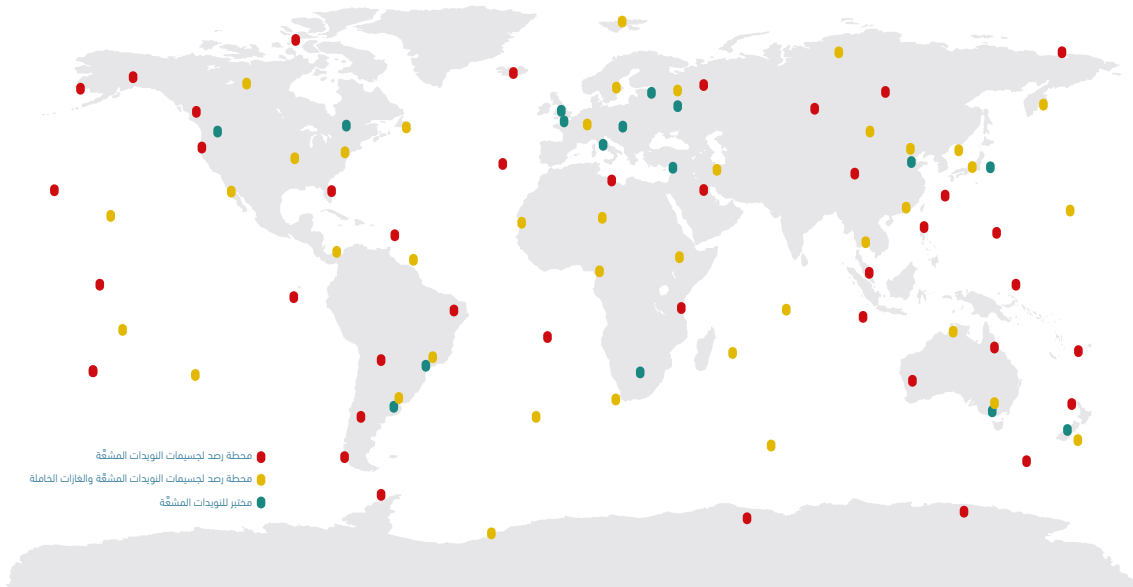 محطة رصد لجسيمات النويدات المشعَّة
محطة رصد لجسيمات النويدات المشعَّة والغازات الخاملة
مختبر للنويدات المشعَّة